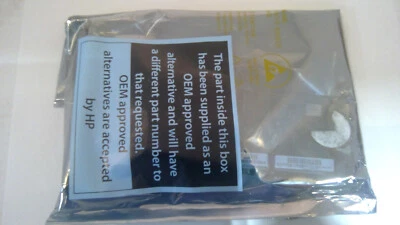 The part inside this box
has been supplied as an
OEM approved
alternative and will have
a different part number to
that requested.
OEM approved
alternatives are accepted
by HP